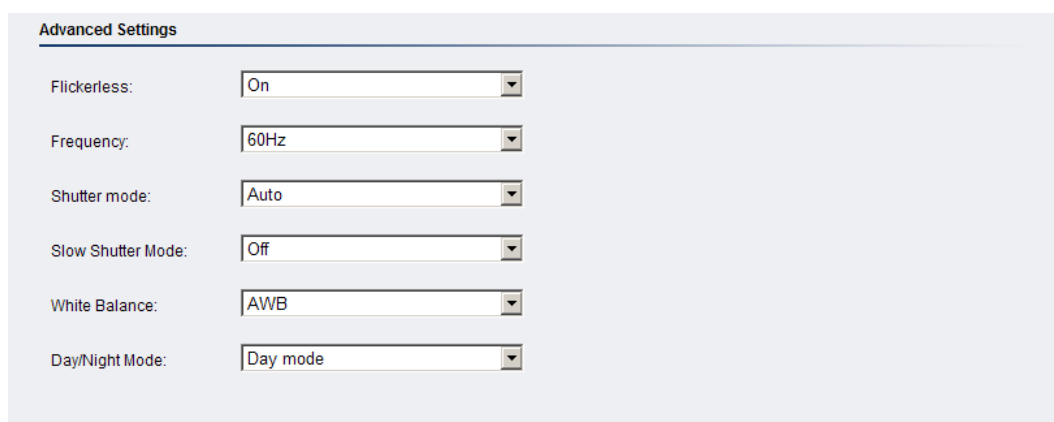 Advanced Settings
Flickerless: On
Frequency: 60Hz
Shutter mode: Auto
Slow Shutter Mode: Off
White Balance: AWB
Day/Night Mode: Day mode